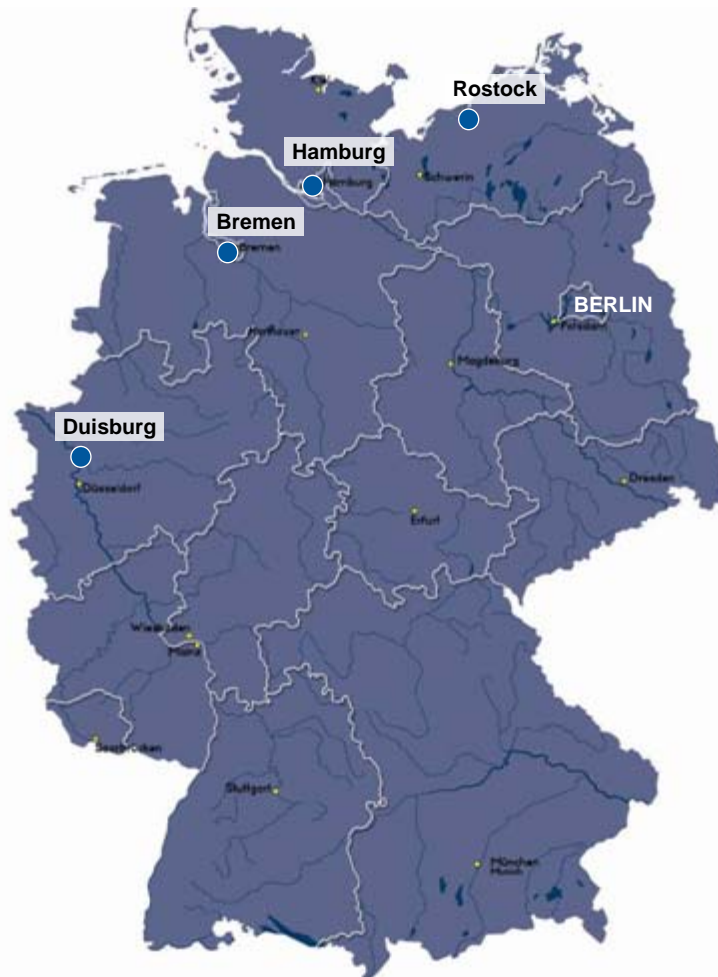 Kiel
Rostock
Hamburg
Hamburg
Schwerin
Bremen
Bremen
BERLIN
Potsdam
Hannover
Magdeburg
Duisburg
Düsseldorf
Dresden
Erfurt
Wiesbaden
Mainz
Saarbrücken
Stuttgart
München
Munich